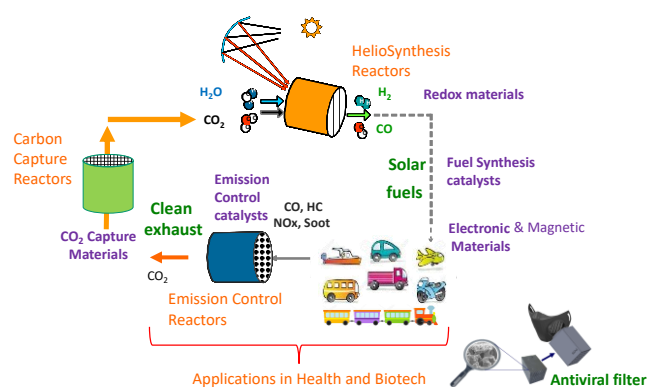 HelioSynthesis
Reactors
H2O
H2
Redox materials
CO2
CO
Carbon
Capture
Reactors
Solar
fuels
Fuel Synthesis
catalysts
Emission
Control
catalysts
CO, HC
NOx, Soot
Clean
exhaust
Electronic & Magnetic
Materials
CO2 Capture
Materials
CO2
Emission Control
Reactors
Applications in Health and Biotech
Antiviral filter